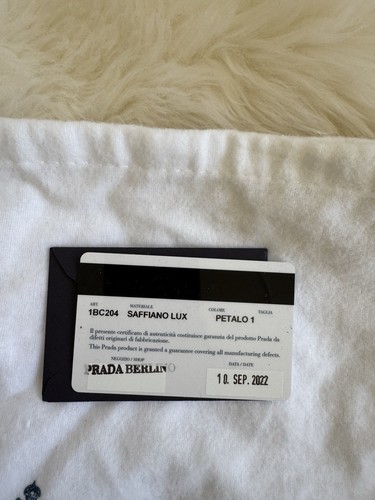 ART. MATERIALE COLORE TAGLIA
1BC204 SAFFIANO LUX PETALO 1
Il presente certificato di autenticità costituisce garanzia del prodotto Prada da
difetti originari di fabbricazione.
This Prada product is granted a guarantee covering all manufacturing defects.
NEGOZIO / SHOP DATA / DATE
PRADA BERLIN 10. SEP. 2022